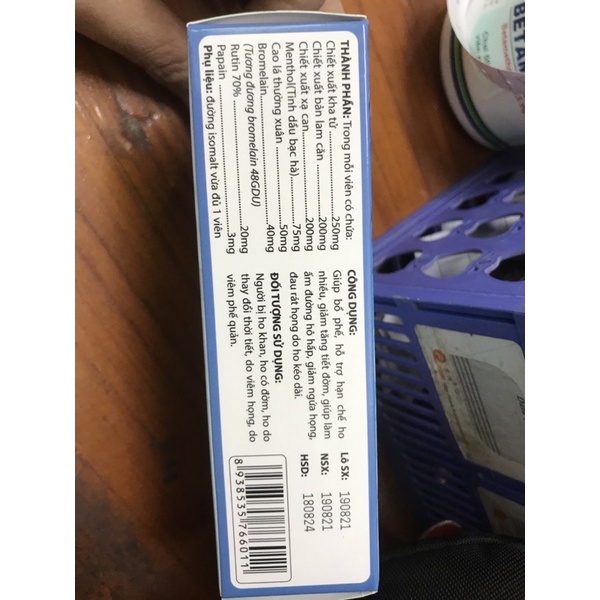 THÀNH PHẦN: Trong mỗi viên có chứa:
Chiết xuất kha tử ..................250mg
Chiết xuất bản lam căn ..........200mg
Chiết xuất xạ can...................200mg
Menthol(Tinh dầu bạc hà)........75mg
Cao lá thường xuân ................50mg
Bromelain..............................40mg
(Tương đương bromelain 48GDU)
Rutin 70% .............................20mg
Papain ....................................3mg
Phụ liệu: đường isomalt vừa đủ 1 viên
CÔNG DỤNG:
Giúp bổ phế, hỗ trợ hạn chế ho
nhiều, giảm tăng tiết đờm, giúp làm
ấm đường hô hấp, giảm ngứa họng,
đau rát họng do ho kéo dài.
ĐỐI TƯỢNG SỬ DỤNG:
Người bị ho khan, ho có đờm, ho do
thay đổi thời tiết, do viêm họng, do
viêm phế quản.
Lô SX: 190821
NSX: 190821
HSD: 180824
8 938535 766011